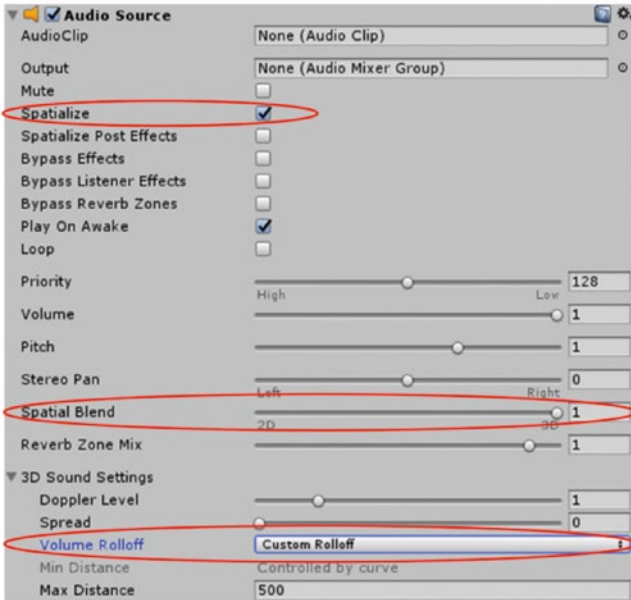 Audio Source
AudioClip None (Audio Clip)
Output None (Audio Mixer Group)
Mute
Spatialize
Spatialize Post Effects
Bypass Effects
Bypass Listener Effects
Bypass Reverb Zones
Play On Awake
Loop
Priority 128
High Low
Volume 1
Pitch 1
Stereo Pan 0
Left Right
Spatial Blend 1
2D 3D
Reverb Zone Mix 1
3D Sound Settings
Doppler Level 1
Spread 0
Volume Rolloff Custom Rolloff
Min Distance Controlled by curve
Max Distance 500